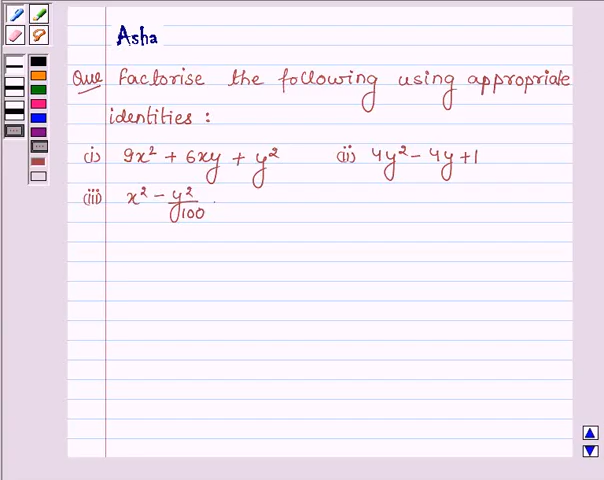 Asha
Que Factorise the following using appropriate
identities :
(i) 9x² + 6xy + y² (ii) 4y² - 4y + 1
(iii) x² - y²/100